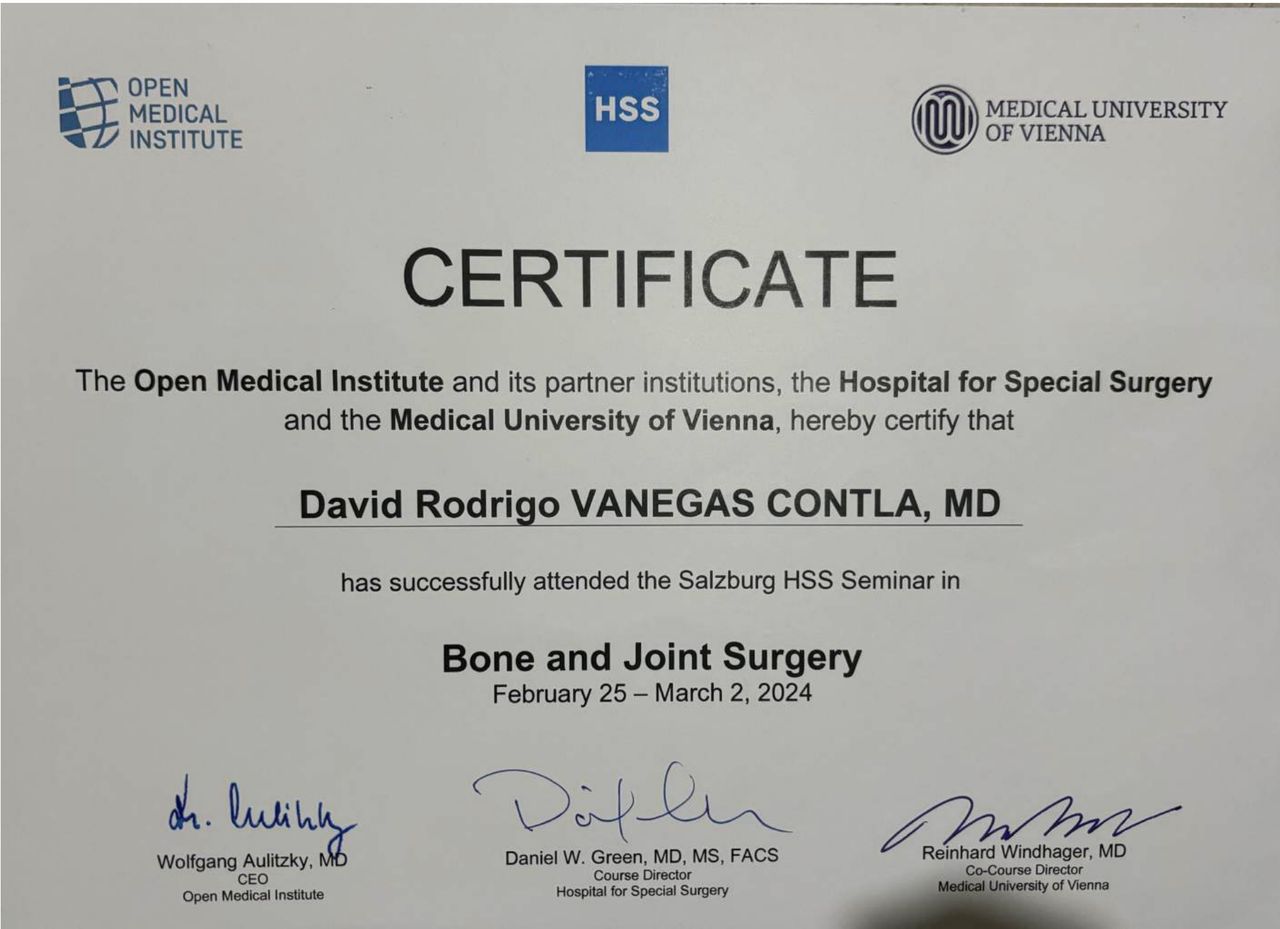 OPEN
MEDICAL
INSTITUTE
HSS
MEDICAL UNIVERSITY
OF VIENNA
CERTIFICATE
The Open Medical Institute and its partner institutions, the Hospital for Special Surgery
and the Medical University of Vienna, hereby certify that
David Rodrigo VANEGAS CONTLA, MD
has successfully attended the Salzburg HSS Seminar in
Bone and Joint Surgery
February 25 – March 2, 2024
Wolfgang Aulitzky, MD
CEO
Open Medical Institute
Daniel W. Green, MD, MS, FACS
Course Director
Hospital for Special Surgery
Reinhard Windhager, MD
Co-Course Director
Medical University of Vienna